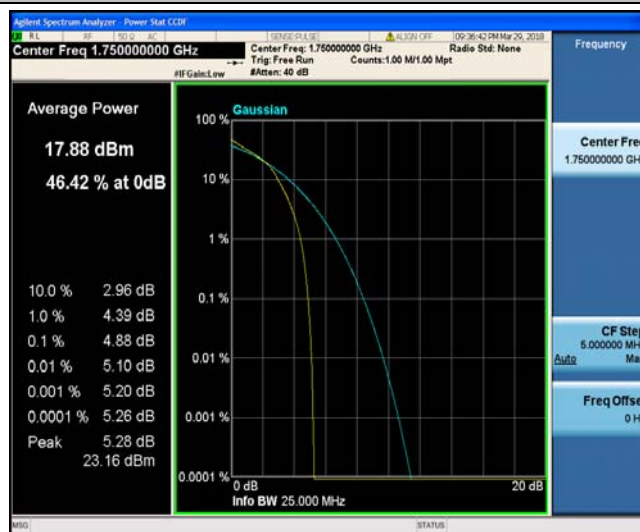 Agilent Spectrum Analyzer - Power Stat CCDF
RL RF 50 Ω AC SENSE:PULSE ALIGN OFF 09:36:42 PM Mar 29, 2018
Center Freq 1.750000000 GHz
Center Freq: 1.750000000 GHz Radio Std: None
Trig: Free Run Counts:1.00 M/1.00 Mpt
#IFGain:Low #Atten: 40 dB
Frequency
Average Power
17.88 dBm
46.42 % at 0dB
10.0 % 2.96 dB
1.0 % 4.39 dB
0.1 % 4.88 dB
0.01 % 5.10 dB
0.001 % 5.20 dB
0.0001 % 5.26 dB
Peak 5.28 dB
23.16 dBm
Gaussian
100 %
10 %
1 %
0.1 %
0.01 %
0.001 %
0.0001 %
0 dB 20 dB
Info BW 25.000 MHz
Center Fre
1.750000000 GH
CF Step
5.000000 MH
Auto Ma
Freq Offse
0 H
MSG STATUS